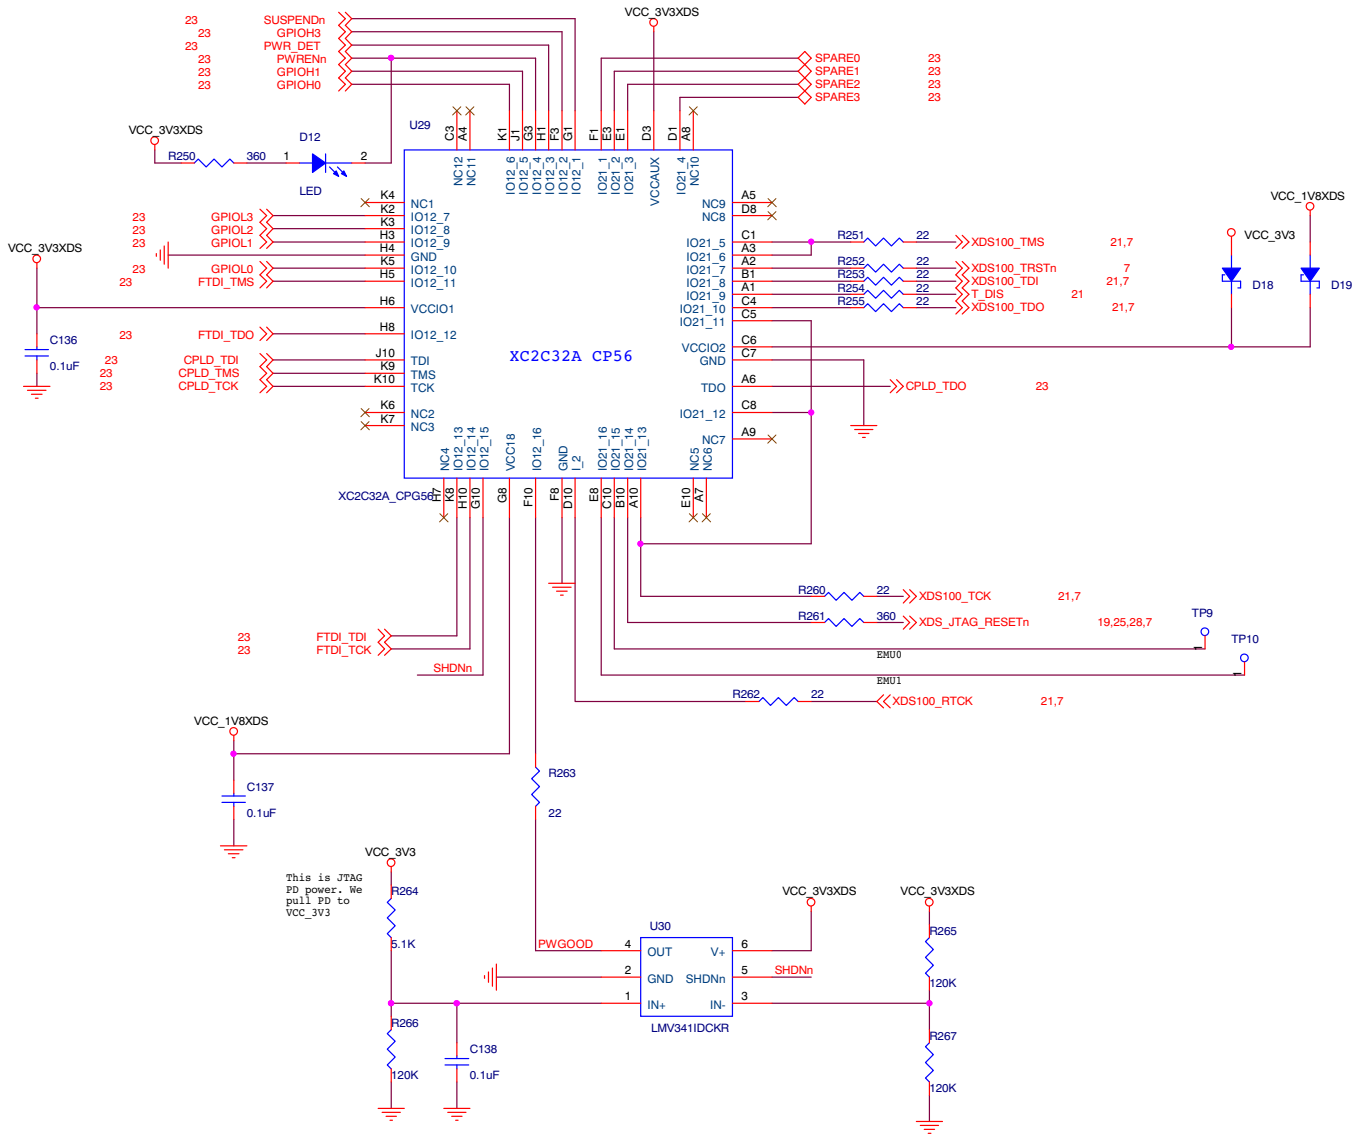 23 SUSPENDn
23 GPIOH3
23 PWR_DET
23 PWRENn
23 GPIOH1
23 GPIOH0
VCC_3V3XDS
SPARE0 23
SPARE1 23
SPARE2 23
SPARE3 23
VCC_3V3XDS
R250 360
D12
1 2
LED
U29
C3 A4 K1 J1 G3 H1 F3 G1 F1 E3 E1 D3 D1 A8
NC12 NC11 IO12_6 IO12_5 IO12_4 IO12_3 IO12_2 IO12_1 IO21_1 IO21_2 IO21_3 VCCAUX IO21_4 NC10
K4 NC1
23 GPIOL3 K2 IO12_7
23 GPIOL2 K3 IO12_8
23 GPIOL1 H3 IO12_9
H4 GND
23 GPIOL0 K5 IO12_10
23 FTDI_TMS H5 IO12_11
VCC_3V3XDS
H6 VCCIO1
C136
0.1uF
23 FTDI_TDO H8 IO12_12
23 CPLD_TDI J10 TDI
23 CPLD_TMS K9 TMS
23 CPLD_TCK K10 TCK
K6 NC2
K7 NC3
XC2C32A CP56
NC9 A5
NC8 D8
IO21_5 C1 R251 22 XDS100_TMS 21,7
IO21_6 A3
IO21_7 A2 R252 22 XDS100_TRSTn 7
IO21_8 B1 R253 22 XDS100_TDI 21,7
IO21_9 A1 R254 22 T_DIS 21
IO21_10 C4 R255 22 XDS100_TDO 21,7
IO21_11 C5
VCCIO2 C6
GND C7
TDO A6 CPLD_TDO 23
IO21_12 C8
NC7 A9
VCC_1V8XDS
VCC_3V3
D18
D19
NC4 IO12_13 IO12_14 IO12_15 VCC18 IO12_16 GND I_2 IO21_16 IO21_15 IO21_14 IO21_13 NC5 NC6
XC2C32A_CPG56
H7 K8 H10 G10 G8 F10 F8 D10 E8 C10 B10 A10 E10 A7
R260 22 XDS100_TCK 21,7
R261 360 XDS_JTAG_RESETn 19,25,28,7
TP9
1
EMU0
TP10
1
EMU1
R262 22 XDS100_RTCK 21,7
23 FTDI_TDI
23 FTDI_TCK
SHDNn
VCC_1V8XDS
C137
0.1uF
R263
22
VCC_3V3
This is JTAG
PD power. We
pull PD to
VCC_3V3
R264
5.1K
R266
120K
C138
0.1uF
PWGOOD
U30
4 OUT V+ 6
2 GND SHDNn 5 SHDNn
1 IN+ IN- 3
LMV341IDCKR
VCC_3V3XDS
VCC_3V3XDS
R265
120K
R267
120K